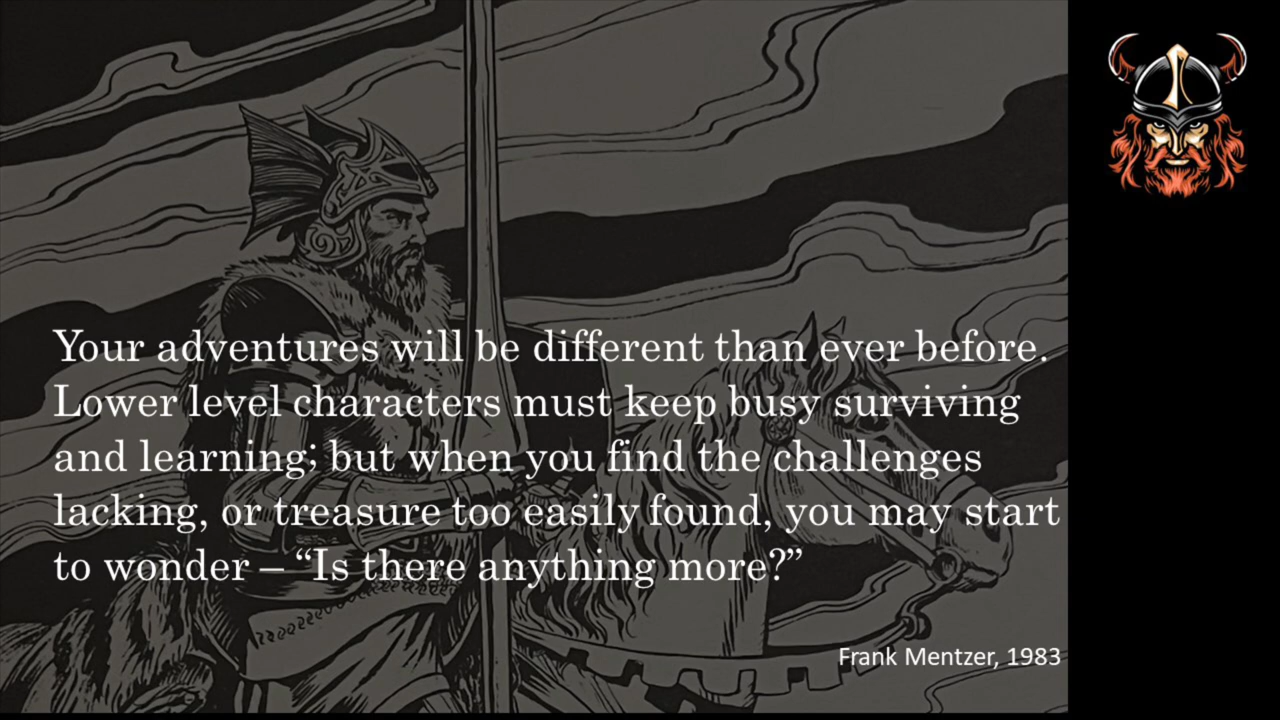 Your adventures will be different than ever before.
Lower level characters must keep busy surviving
and learning; but when you find the challenges
lacking, or treasure too easily found, you may start
to wonder – “Is there anything more?”
Frank Mentzer, 1983